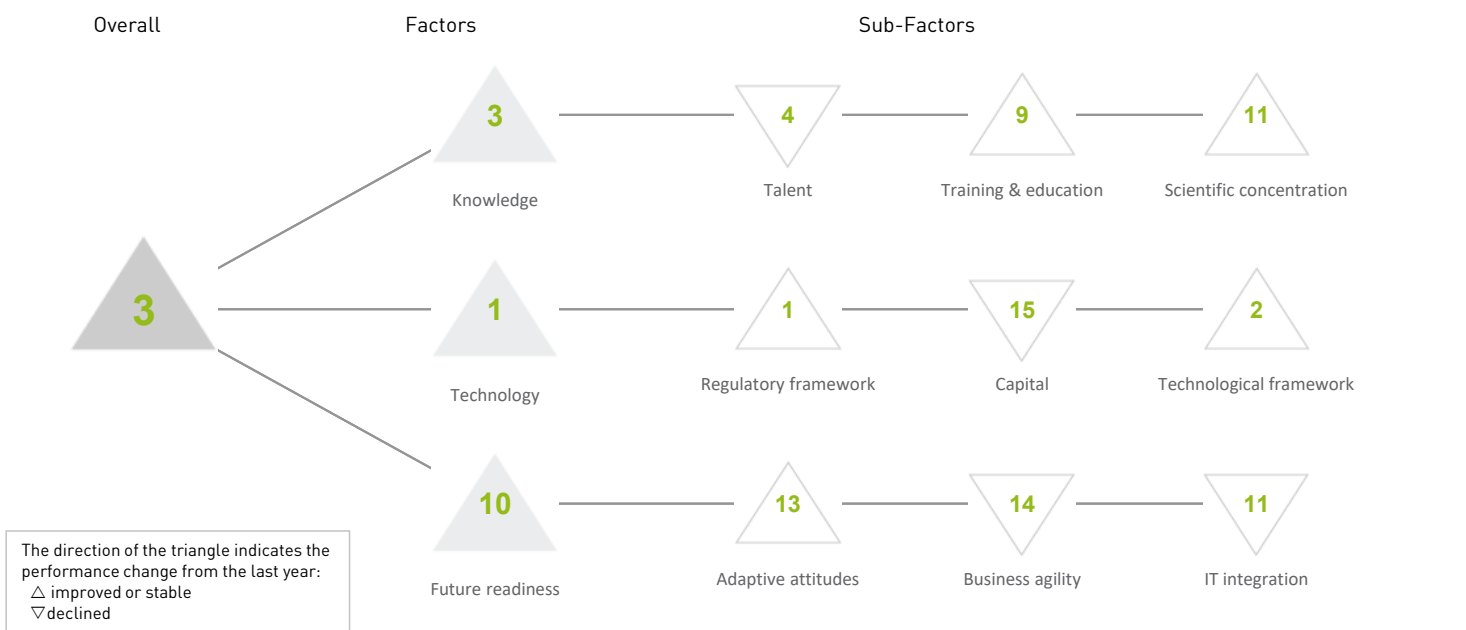 Overall Factors Sub-Factors
3 4 9 11
Knowledge Talent Training & education Scientific concentration
3 1 1 15 2
Technology Regulatory framework Capital Technological framework
10 13 14 11
Future readiness Adaptive attitudes Business agility IT integration
The direction of the triangle indicates the
performance change from the last year:
△ improved or stable
▽ declined